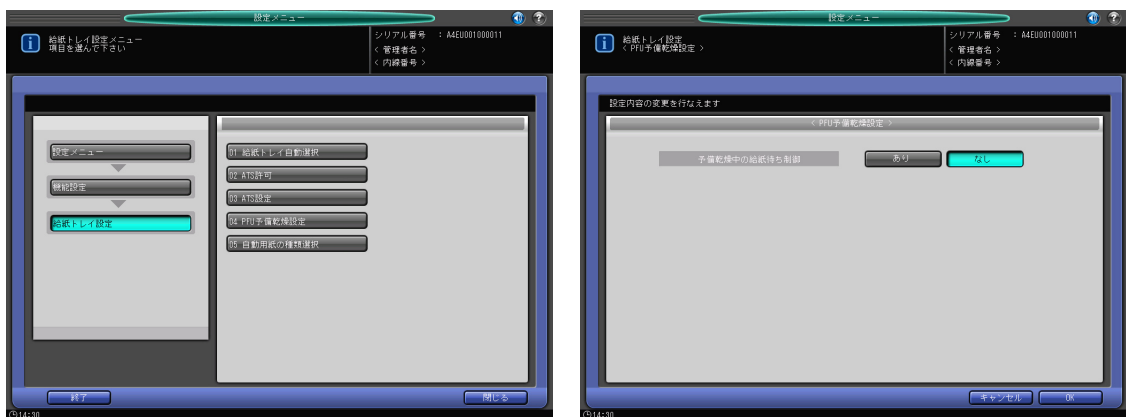 設定メニュー
給紙トレイ設定メニュー
項目を選んで下さい
シリアル番号 : A4EU001000011
< 管理者名 >
< 内線番号 >
設定メニュー
機能設定
給紙トレイ設定
01 給紙トレイ自動選択
02 ATS許可
03 ATS設定
04 PFU予備乾燥設定
05 自動用紙の種類選択
終了
閉じる
14:30
設定メニュー
給紙トレイ設定
< PFU予備乾燥設定 >
シリアル番号 : A4EU001000011
< 管理者名 >
< 内線番号 >
設定内容の変更を行なえます
< PFU予備乾燥設定 >
予備乾燥中の給紙待ち制御
あり
なし
キャンセル
OK
14:30